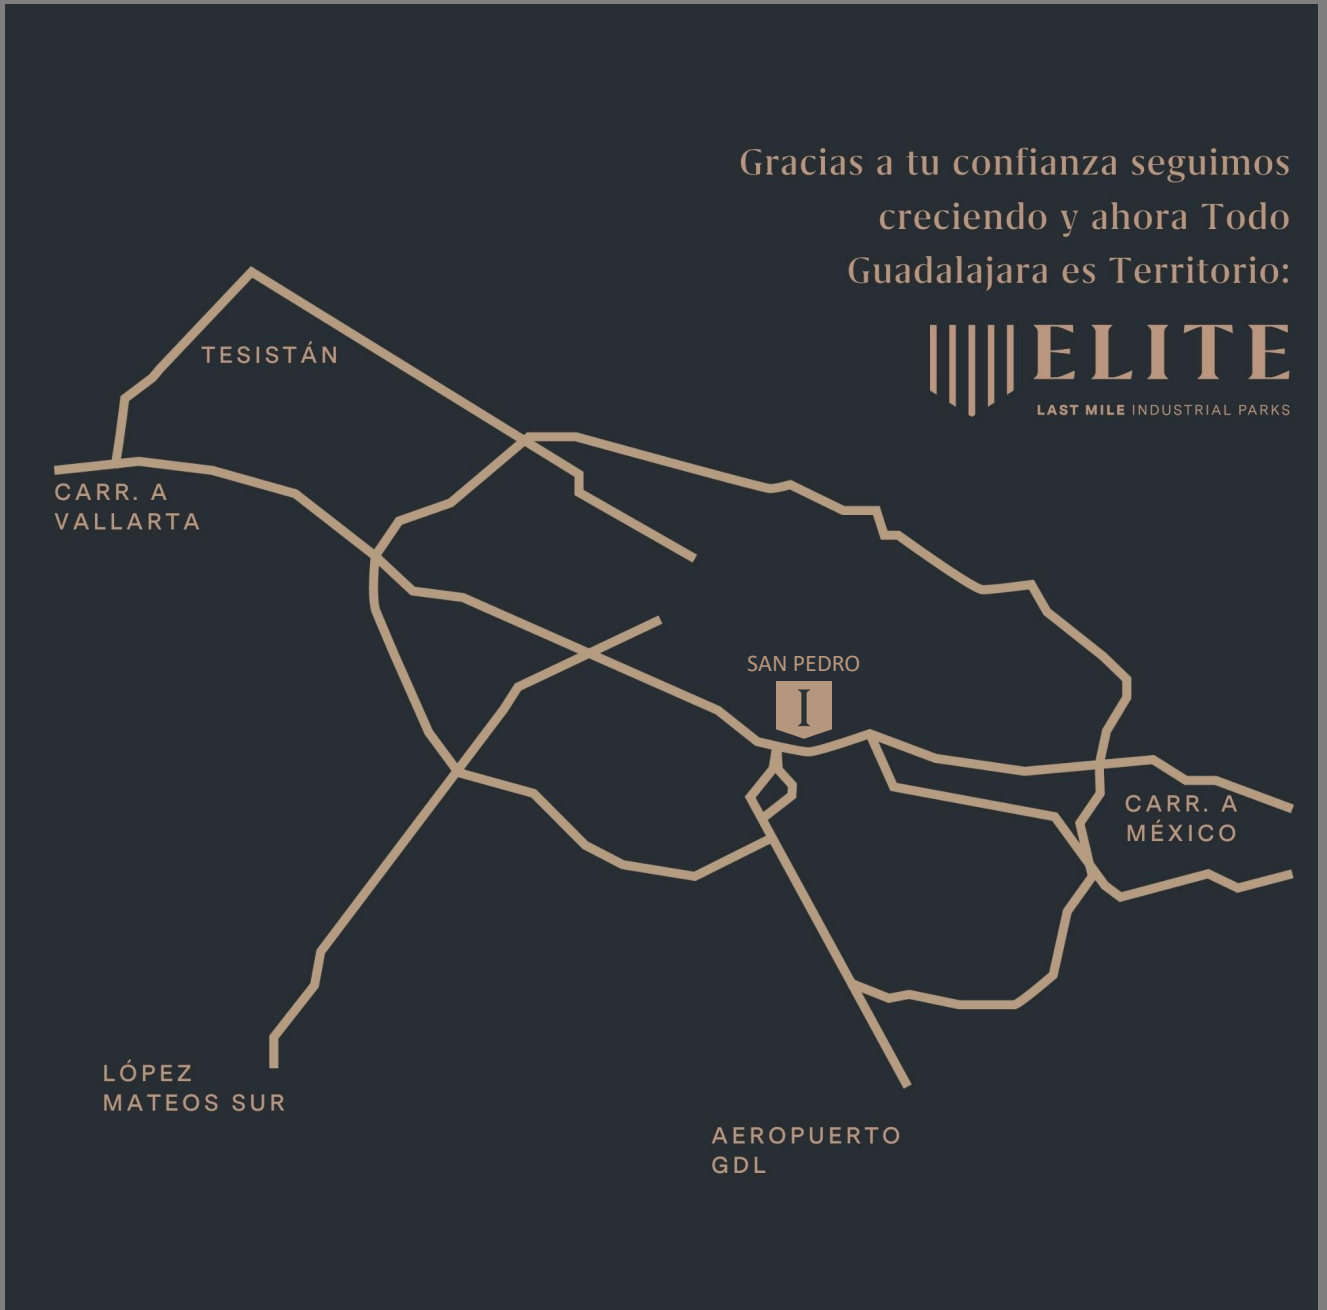 Gracias a tu confianza seguimos
creciendo y ahora Todo
Guadalajara es Territorio:
ELITE
LAST MILE INDUSTRIAL PARKS
TESISTÁN
CARR. A
VALLARTA
SAN PEDRO
I
CARR. A
MÉXICO
LÓPEZ
MATEOS SUR
AEROPUERTO
GDL